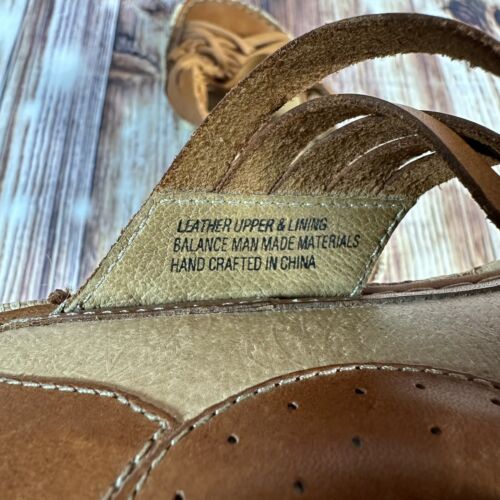 LEATHER UPPER & LINING
BALANCE MAN MADE MATERIALS
HAND CRAFTED IN CHINA